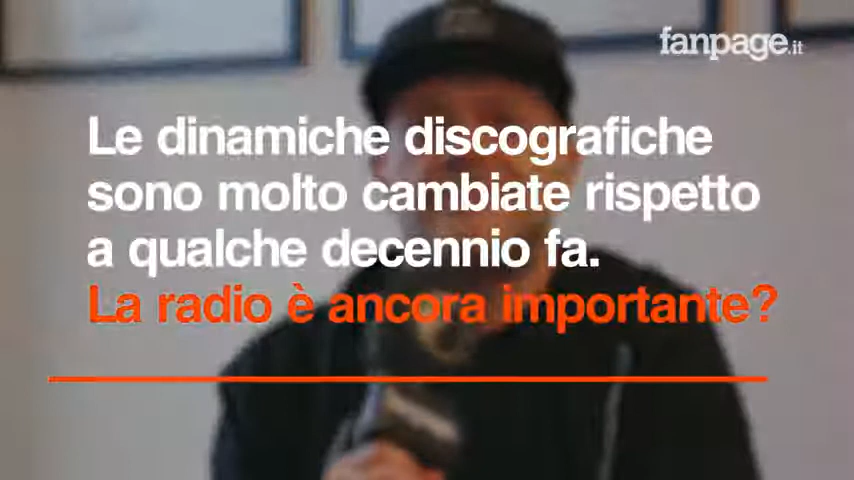 fanpage.it
Le dinamiche discografiche
sono molto cambiate rispetto
a qualche decennio fa.
La radio è ancora importante?